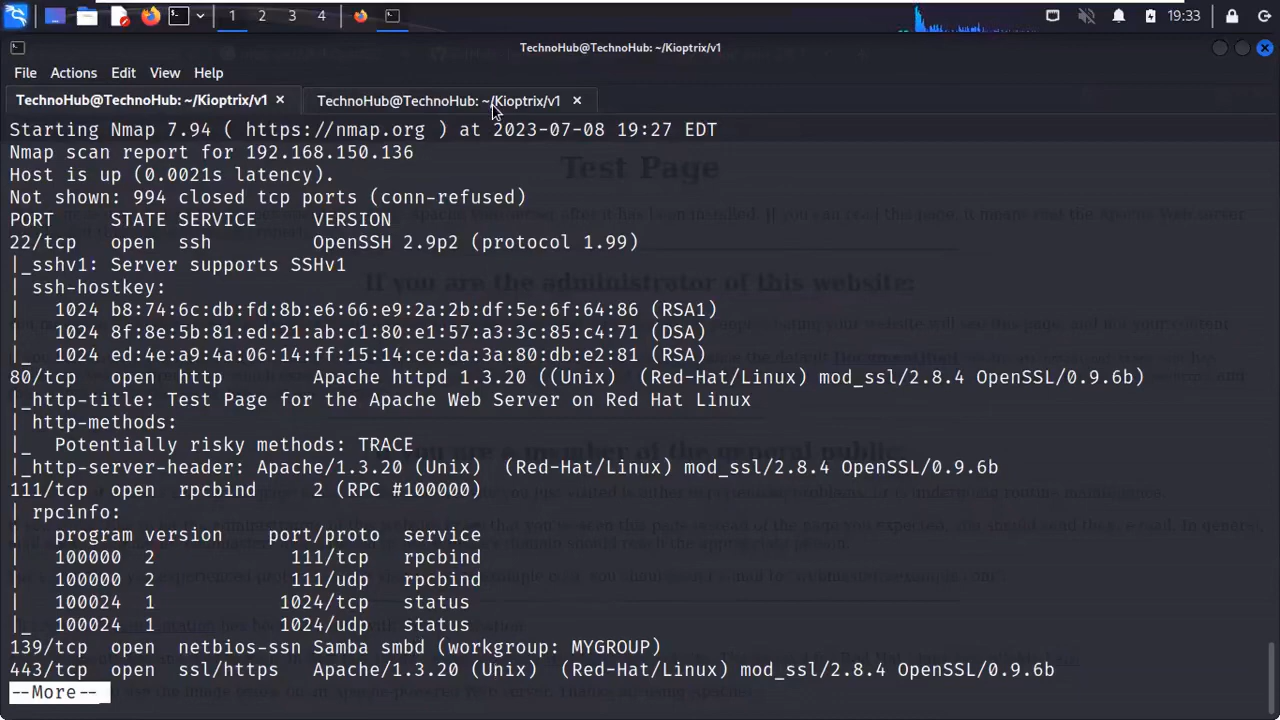 1 2 3 4
19:33
TechnoHub@TechnoHub: ~/Kioptrix/v1
File Actions Edit View Help
TechnoHub@TechnoHub: ~/Kioptrix/v1 × TechnoHub@TechnoHub: ~/Kioptrix/v1 ×
Starting Nmap 7.94 ( https://nmap.org ) at 2023-07-08 19:27 EDT
Nmap scan report for 192.168.150.136
Host is up (0.0021s latency).
Not shown: 994 closed tcp ports (conn-refused)
PORT     STATE SERVICE     VERSION
22/tcp   open  ssh         OpenSSH 2.9p2 (protocol 1.99)
|_sshv1: Server supports SSHv1
| ssh-hostkey:
|   1024 b8:74:6c:db:fd:8b:e6:66:e9:2a:2b:df:5e:6f:64:86 (RSA1)
|   1024 8f:8e:5b:81:ed:21:ab:c1:80:e1:57:a3:3c:85:c4:71 (DSA)
|_  1024 ed:4e:a9:4a:06:14:ff:15:14:ce:da:3a:80:db:e2:81 (RSA)
80/tcp   open  http        Apache httpd 1.3.20 ((Unix)  (Red-Hat/Linux) mod_ssl/2.8.4 OpenSSL/0.9.6b)
|_http-title: Test Page for the Apache Web Server on Red Hat Linux
| http-methods:
|_  Potentially risky methods: TRACE
|_http-server-header: Apache/1.3.20 (Unix)  (Red-Hat/Linux) mod_ssl/2.8.4 OpenSSL/0.9.6b
111/tcp  open  rpcbind     2 (RPC #100000)
| rpcinfo:
|   program version    port/proto  service
|   100000  2            111/tcp   rpcbind
|   100000  2            111/udp   rpcbind
|   100024  1           1024/tcp   status
|_  100024  1           1024/udp   status
139/tcp  open  netbios-ssn Samba smbd (workgroup: MYGROUP)
443/tcp  open  ssl/https   Apache/1.3.20 (Unix)  (Red-Hat/Linux) mod_ssl/2.8.4 OpenSSL/0.9.6b
--More--
Test Page
If you are the administrator of this website: